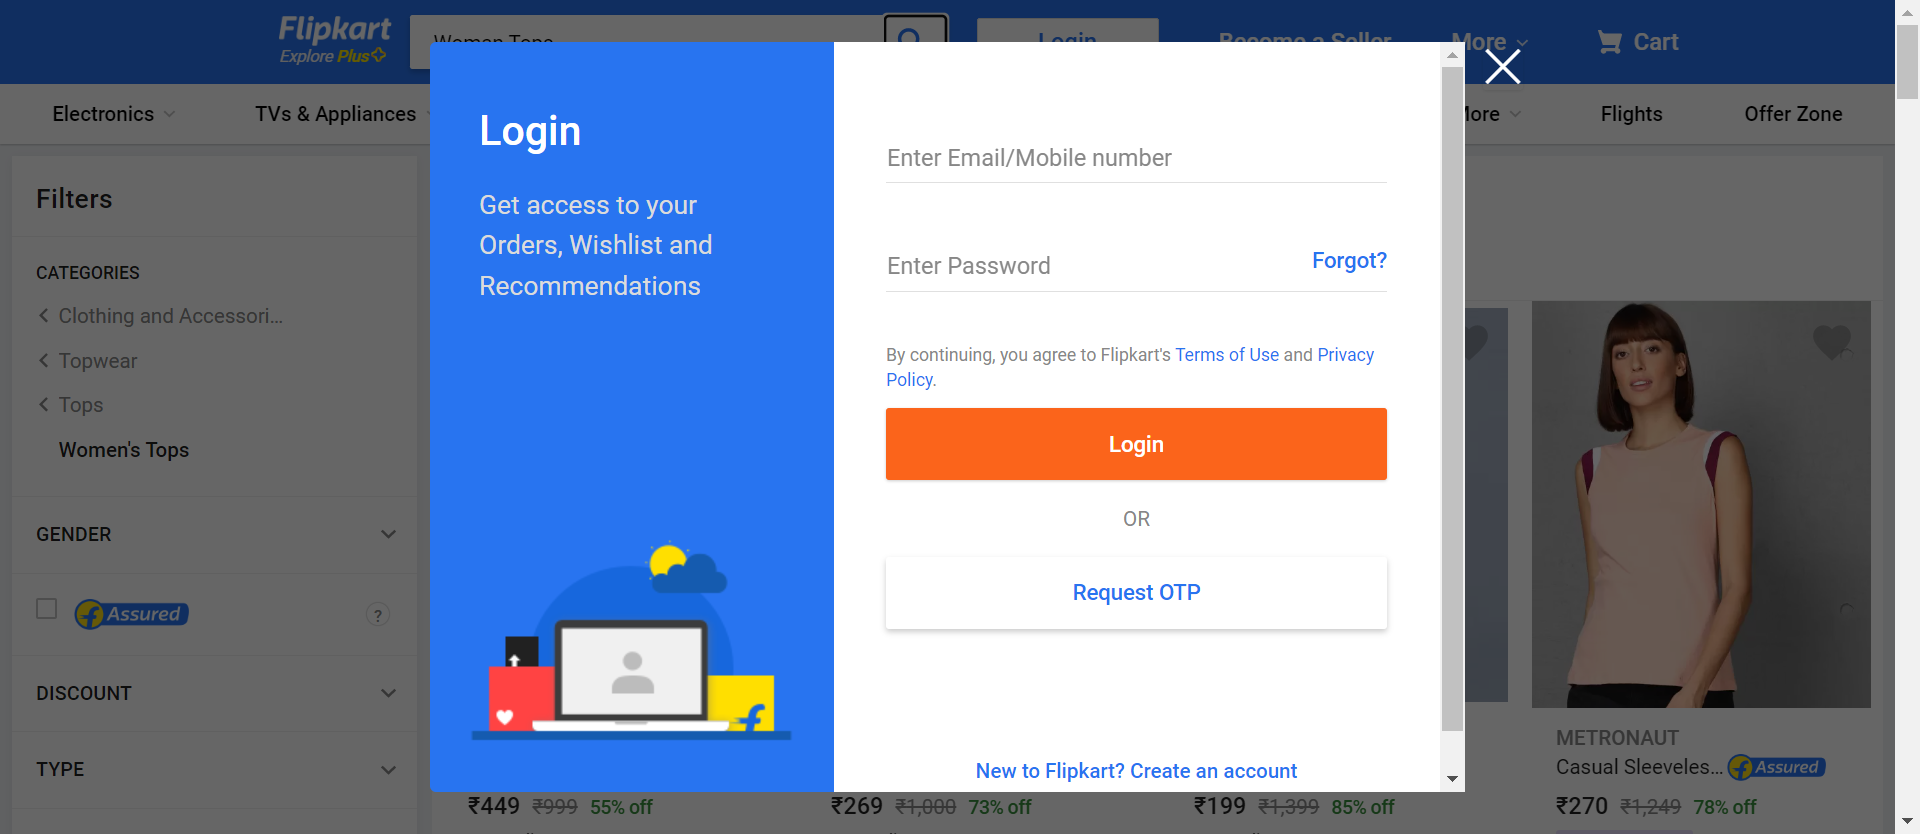 Flipkart
Explore Plus
Women Tops
Login
Become a Seller
More
Cart
Electronics
TVs & Appliances
More
Flights
Offer Zone
Filters
CATEGORIES
Clothing and Accessori...
Topwear
Tops
Women's Tops
GENDER
Assured
?
DISCOUNT
TYPE
Login
Get access to your
Orders, Wishlist and
Recommendations
Enter Email/Mobile number
Enter Password
Forgot?
By continuing, you agree to Flipkart's Terms of Use and Privacy
Policy.
Login
OR
Request OTP
New to Flipkart? Create an account
METRONAUT
Casual Sleeveles... Assured
₹449 ₹999 55% off
₹269 ₹1,000 73% off
₹199 ₹1,399 85% off
₹270 ₹1,249 78% off